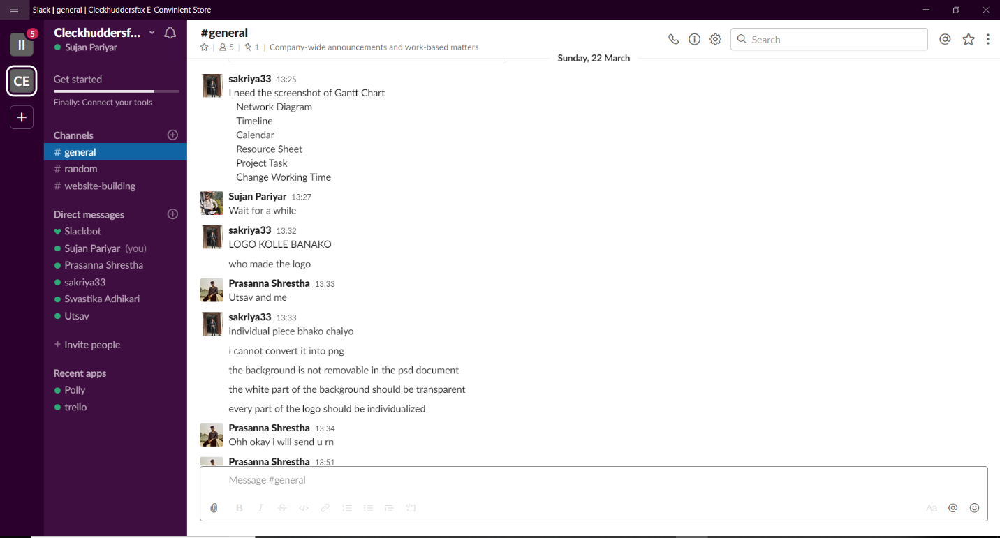 Slack | general | Cleckhuddersfax E-Convinient Store
5
II
CE
+
Cleckhuddersf...
Sujan Pariyar
Get started
Finally: Connect your tools
Channels
# general
# random
# website-building
Direct messages
Slackbot
Sujan Pariyar (you)
Prasanna Shrestha
sakriya33
Swastika Adhikari
Utsav
+ Invite people
Recent apps
Polly
trello
#general
5 | 1 | Company-wide announcements and work-based matters
Search
Sunday, 22 March
sakriya33 13:25
I need the screenshot of Gantt Chart
Network Diagram
Timeline
Calendar
Resource Sheet
Project Task
Change Working Time
Sujan Pariyar 13:27
Wait for a while
sakriya33 13:32
LOGO KOLLE BANAKO
who made the logo
Prasanna Shrestha 13:33
Utsav and me
sakriya33 13:33
individual piece bhako chaiyo
i cannot convert it into png
the background is not removable in the psd document
the white part of the background should be transparent
every part of the logo should be individualized
Prasanna Shrestha 13:34
Ohh okay i will send u rn
Prasanna Shrestha 13:51
Message #general
B I S Aa @